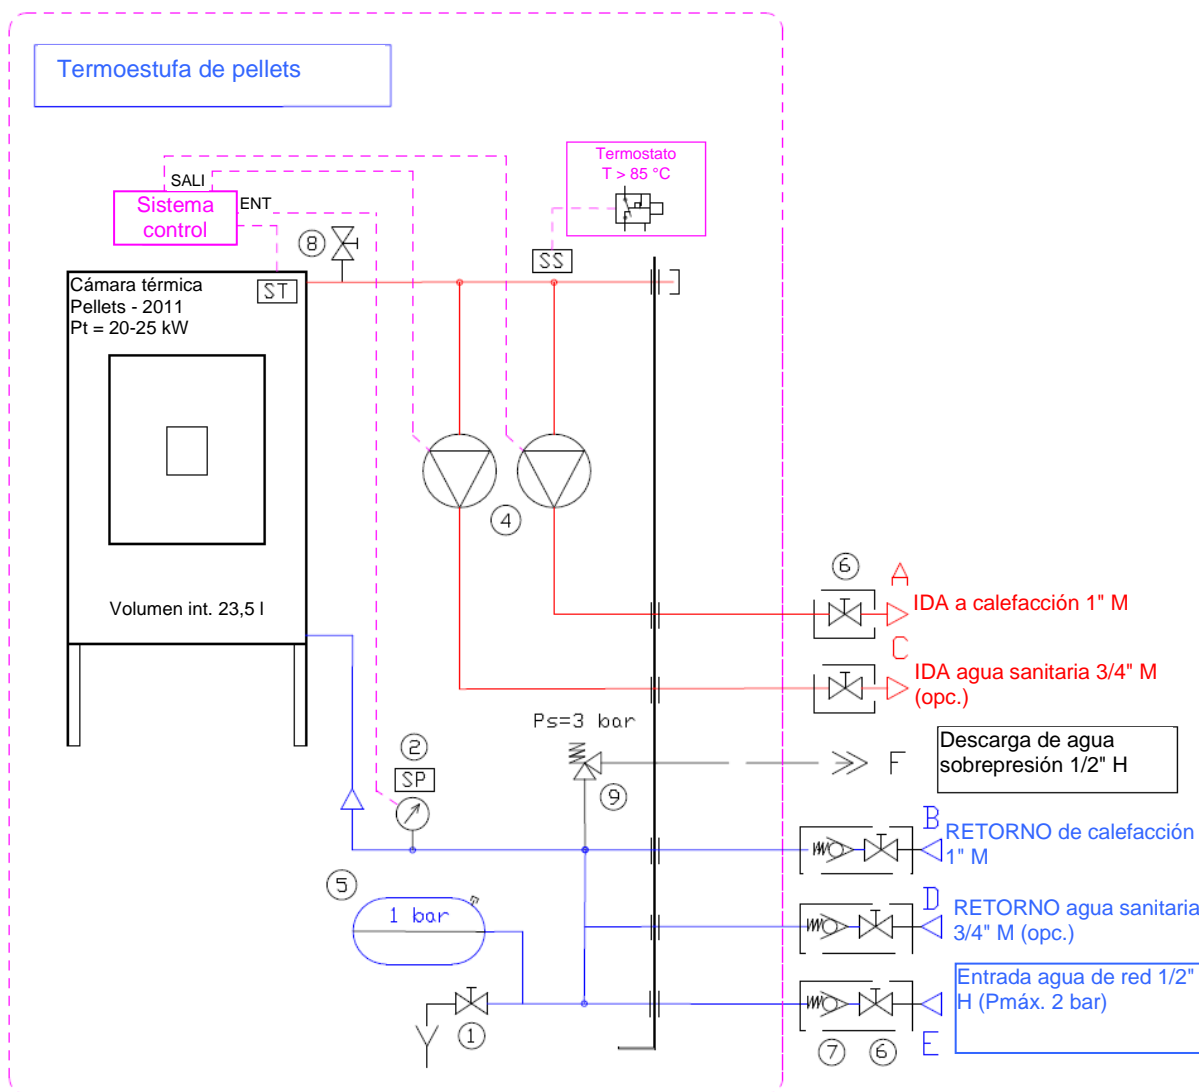 Termoestufa de pellets
Termostato
T > 85 °C
SALI
ENT
Sistema
control
8
SS
Cámara térmica
Pellets - 2011
Pt = 20-25 kW
ST
4
6
A
IDA a calefacción 1" M
Volumen int. 23,5 l
C
IDA agua sanitaria 3/4" M
(opc.)
Ps=3 bar
2
SP
F
Descarga de agua
sobrepresión 1/2" H
9
B
RETORNO de calefacción
1" M
5
1 bar
D
RETORNO agua sanitaria
3/4" M (opc.)
Entrada agua de red 1/2"
H (Pmáx. 2 bar)
1
7
6
E